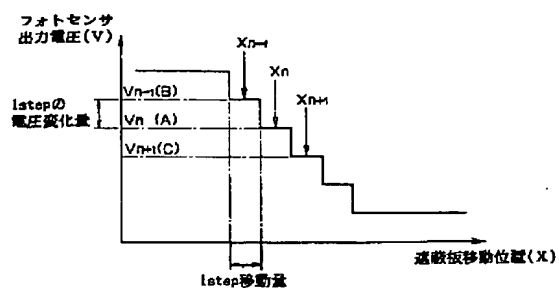 フォトセンサ
出力電圧(V)
Xn-1
Xn
Xn+1
Vn-1(B)
1stepの
電圧変化量
Vn (A)
Vn+1(C)
遮蔽板移動位置(X)
1step移動量